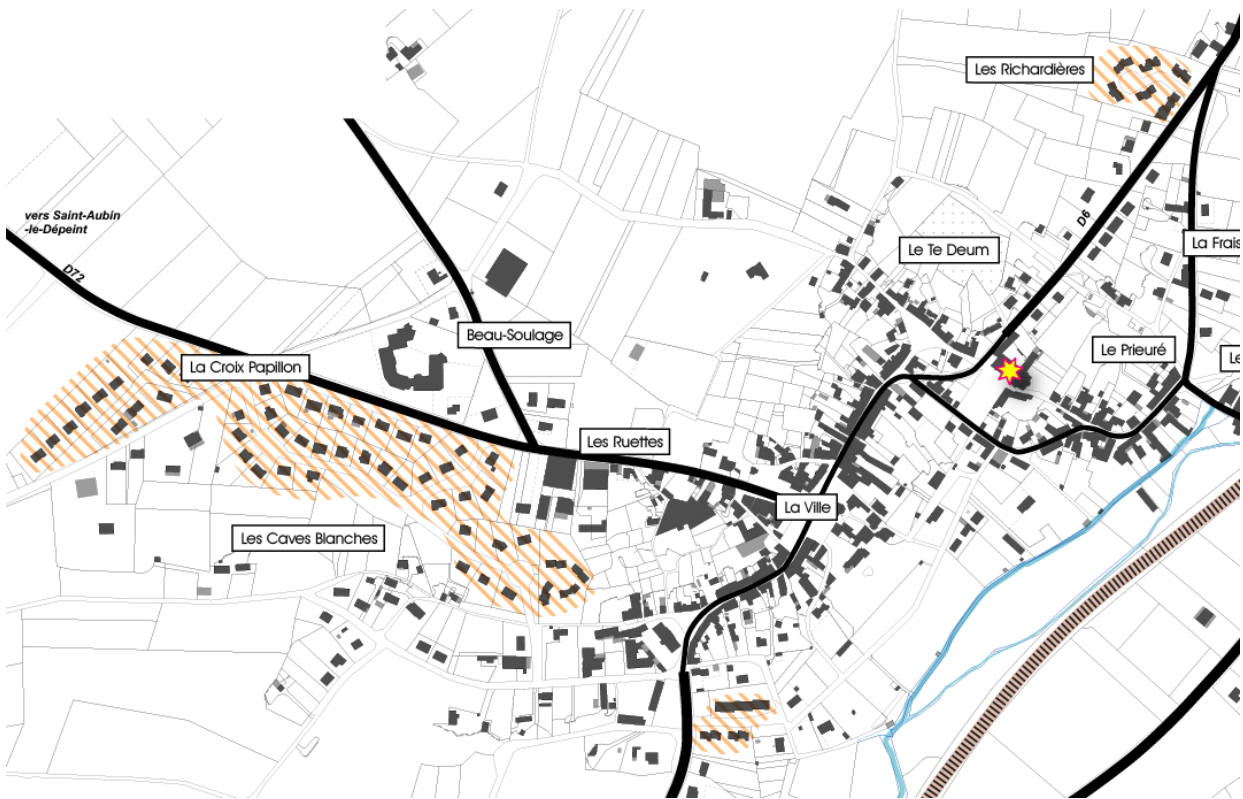 Les Richardières
vers Saint-Aubin
-le-Dépeint
D6
La Frais
Le Te Deum
D72
Beau-Soulage
Le Prieuré
Le
La Croix Papillon
Les Ruettes
La Ville
Les Caves Blanches